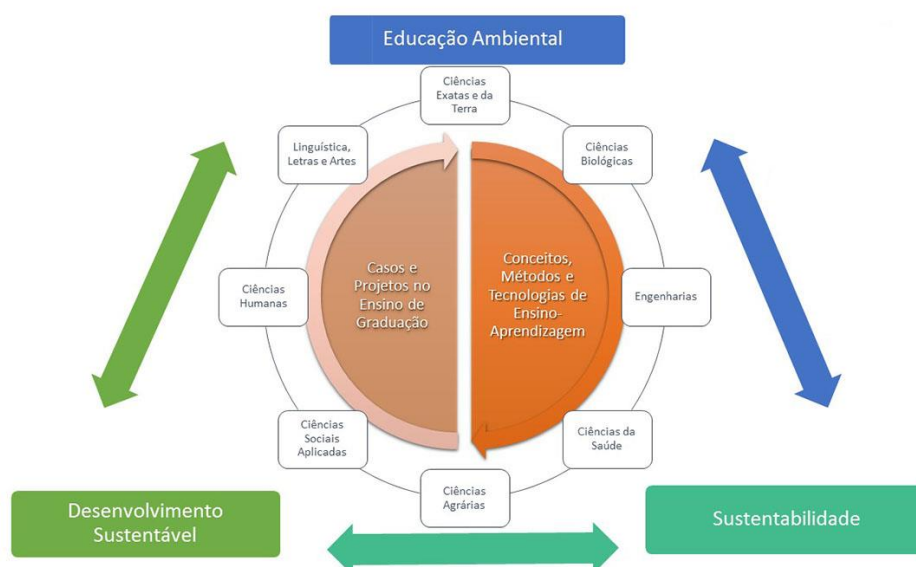 Educação Ambiental
Ciências
Exatas e da
Terra
Linguística,
Letras e Artes
Ciências
Biológicas
Casos e
Projetos no
Ensino de
Graduação
Conceitos,
Métodos e
Tecnologias de
Ensino-
Aprendizagem
Ciências
Humanas
Engenharias
Ciências
Sociais
Aplicadas
Ciências da
Saúde
Ciências
Agrárias
Desenvolvimento
Sustentável
Sustentabilidade